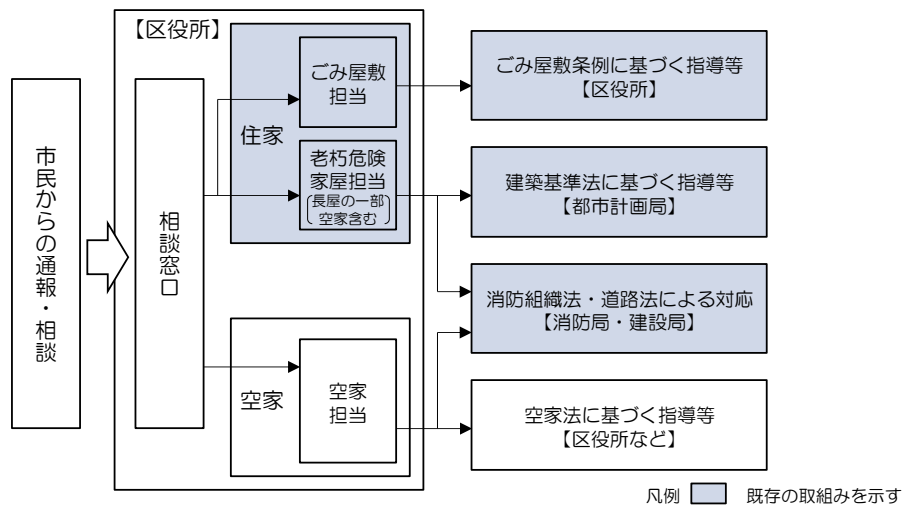 市民からの通報・相談
【区役所】
相談窓口
住家
ごみ屋敷
担当
老朽危険
家屋担当
長屋の一部
空家含む
空家
空家
担当
ごみ屋敷条例に基づく指導等
【区役所】
建築基準法に基づく指導等
【都市計画局】
消防組織法・道路法による対応
【消防局・建設局】
空家法に基づく指導等
【区役所など】
凡例 既存の取組みを示す